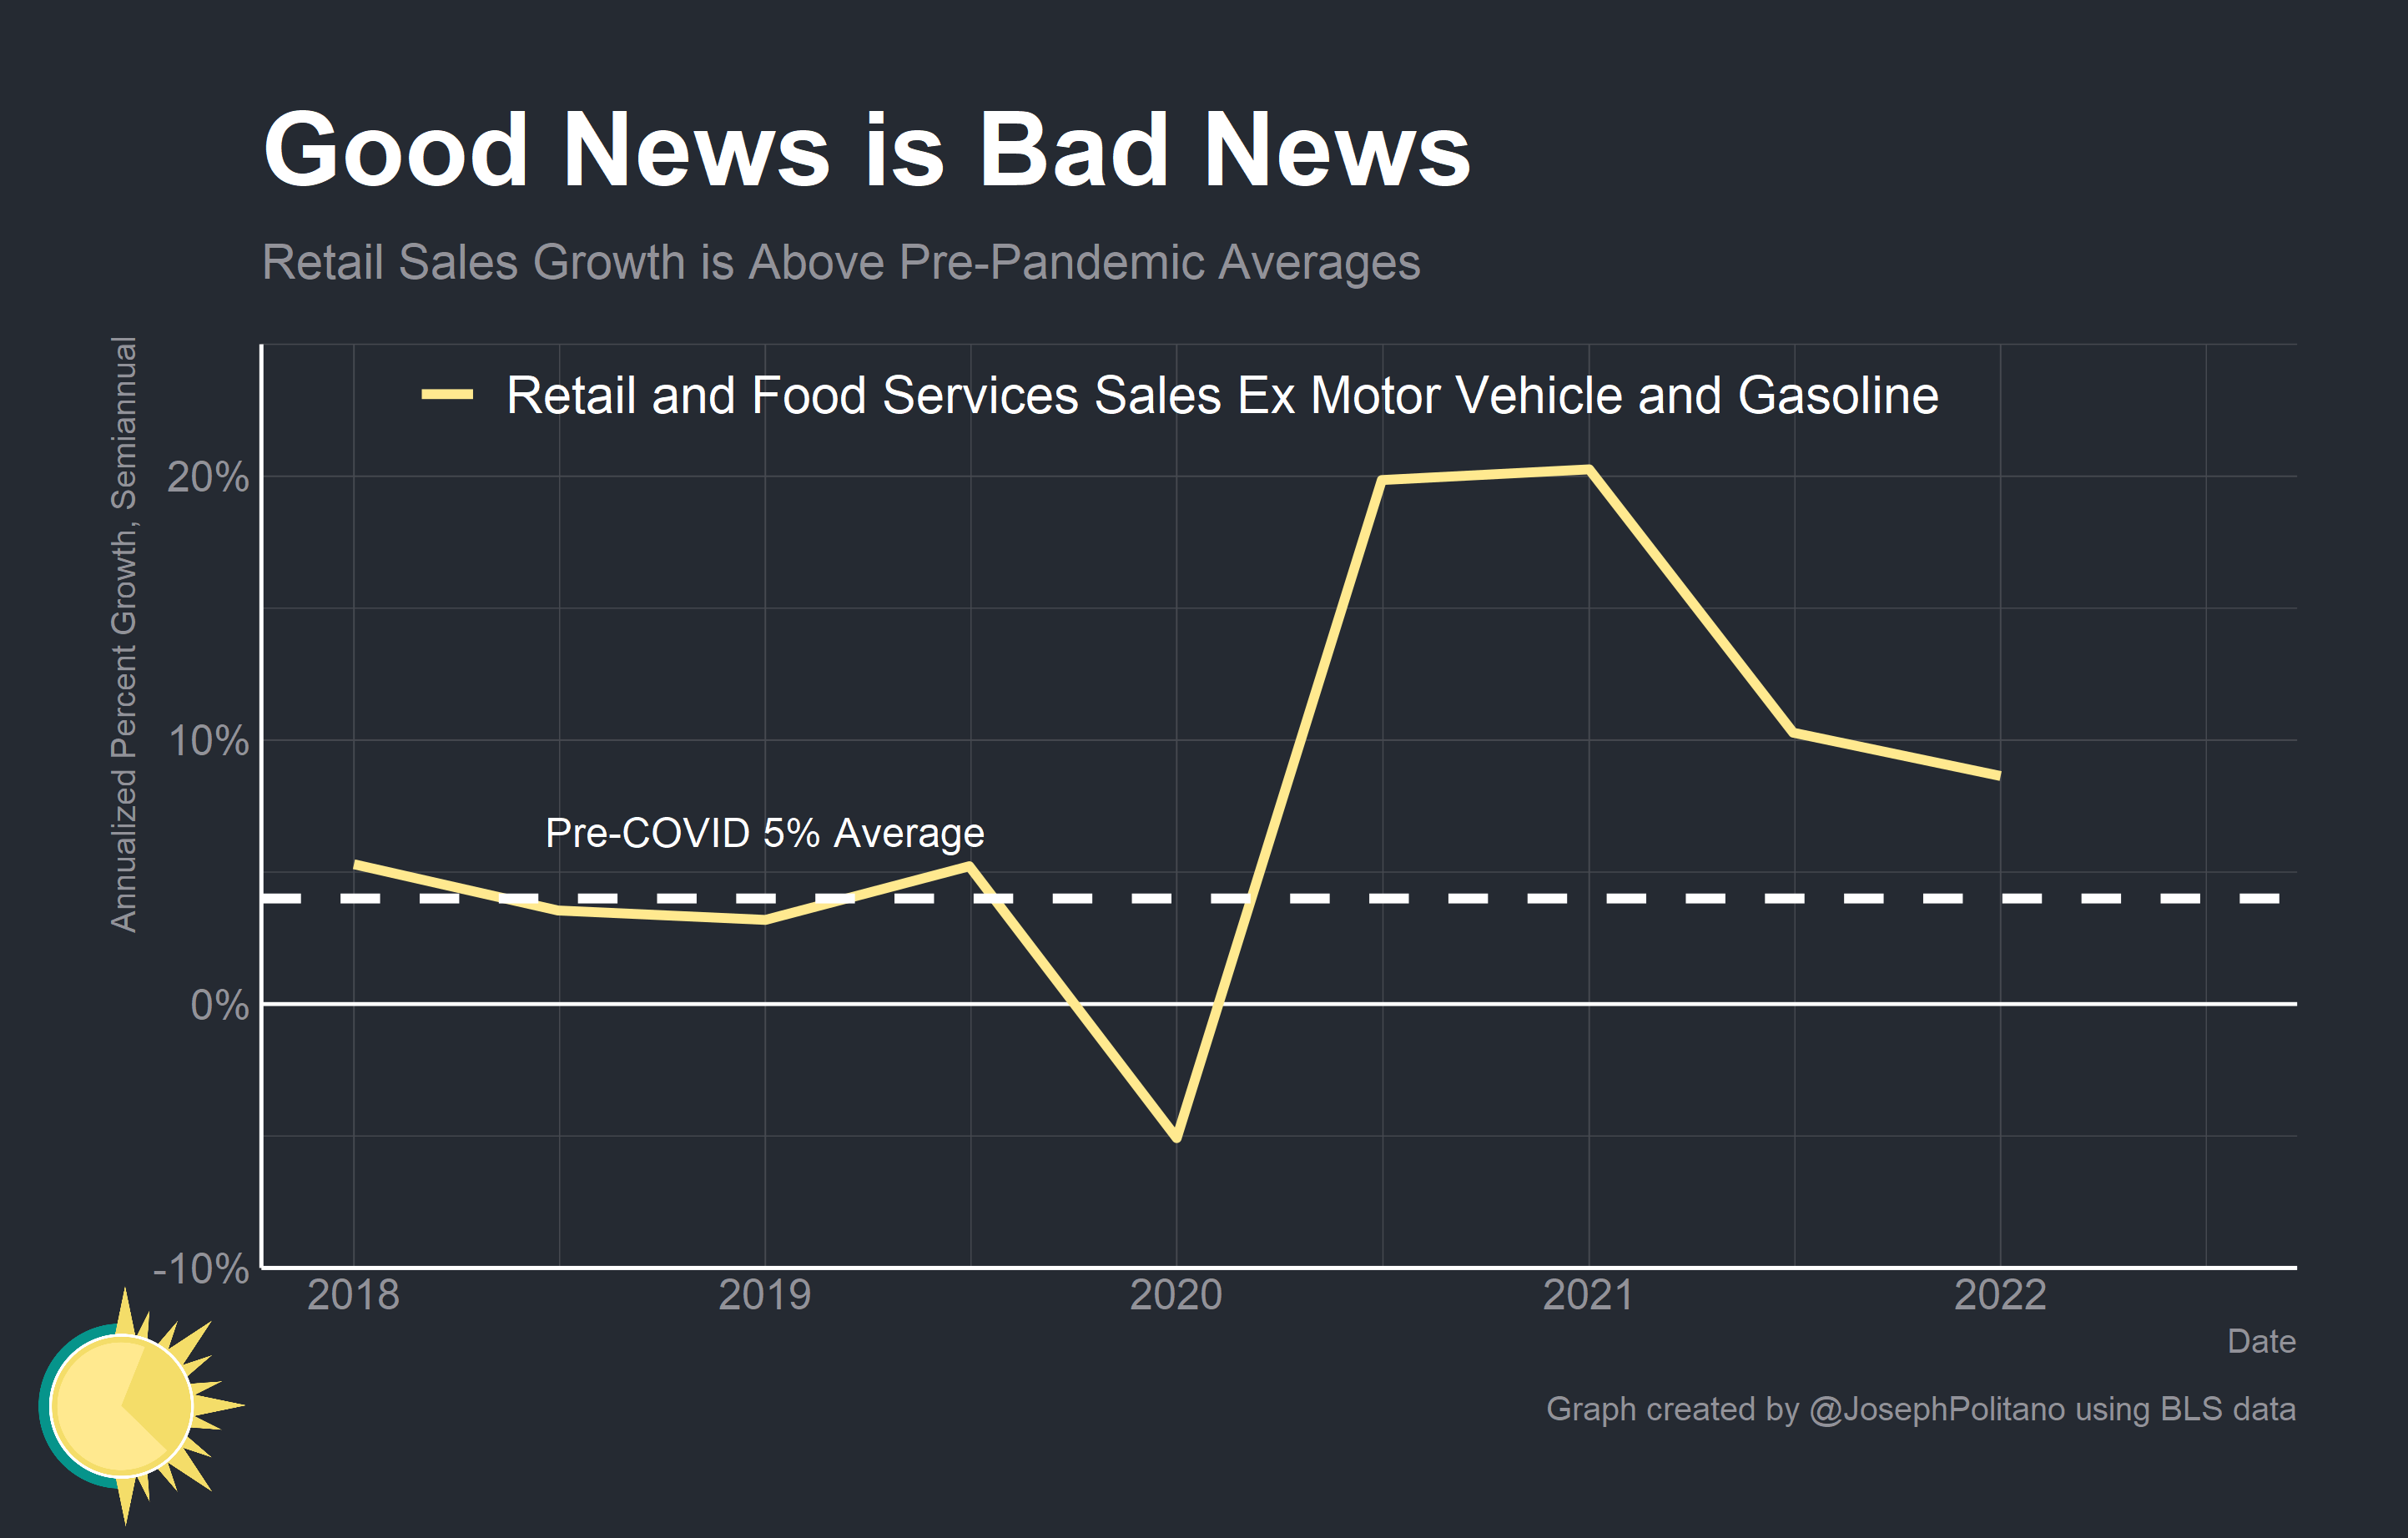 Good News is Bad News
Retail Sales Growth is Above Pre-Pandemic Averages
Annualized Percent Growth, Semiannual
Retail and Food Services Sales Ex Motor Vehicle and Gasoline
20%
10%
Pre-COVID 5% Average
0%
-10%
2018 2019 2020 2021 2022
Date
Graph created by @JosephPolitano using BLS data